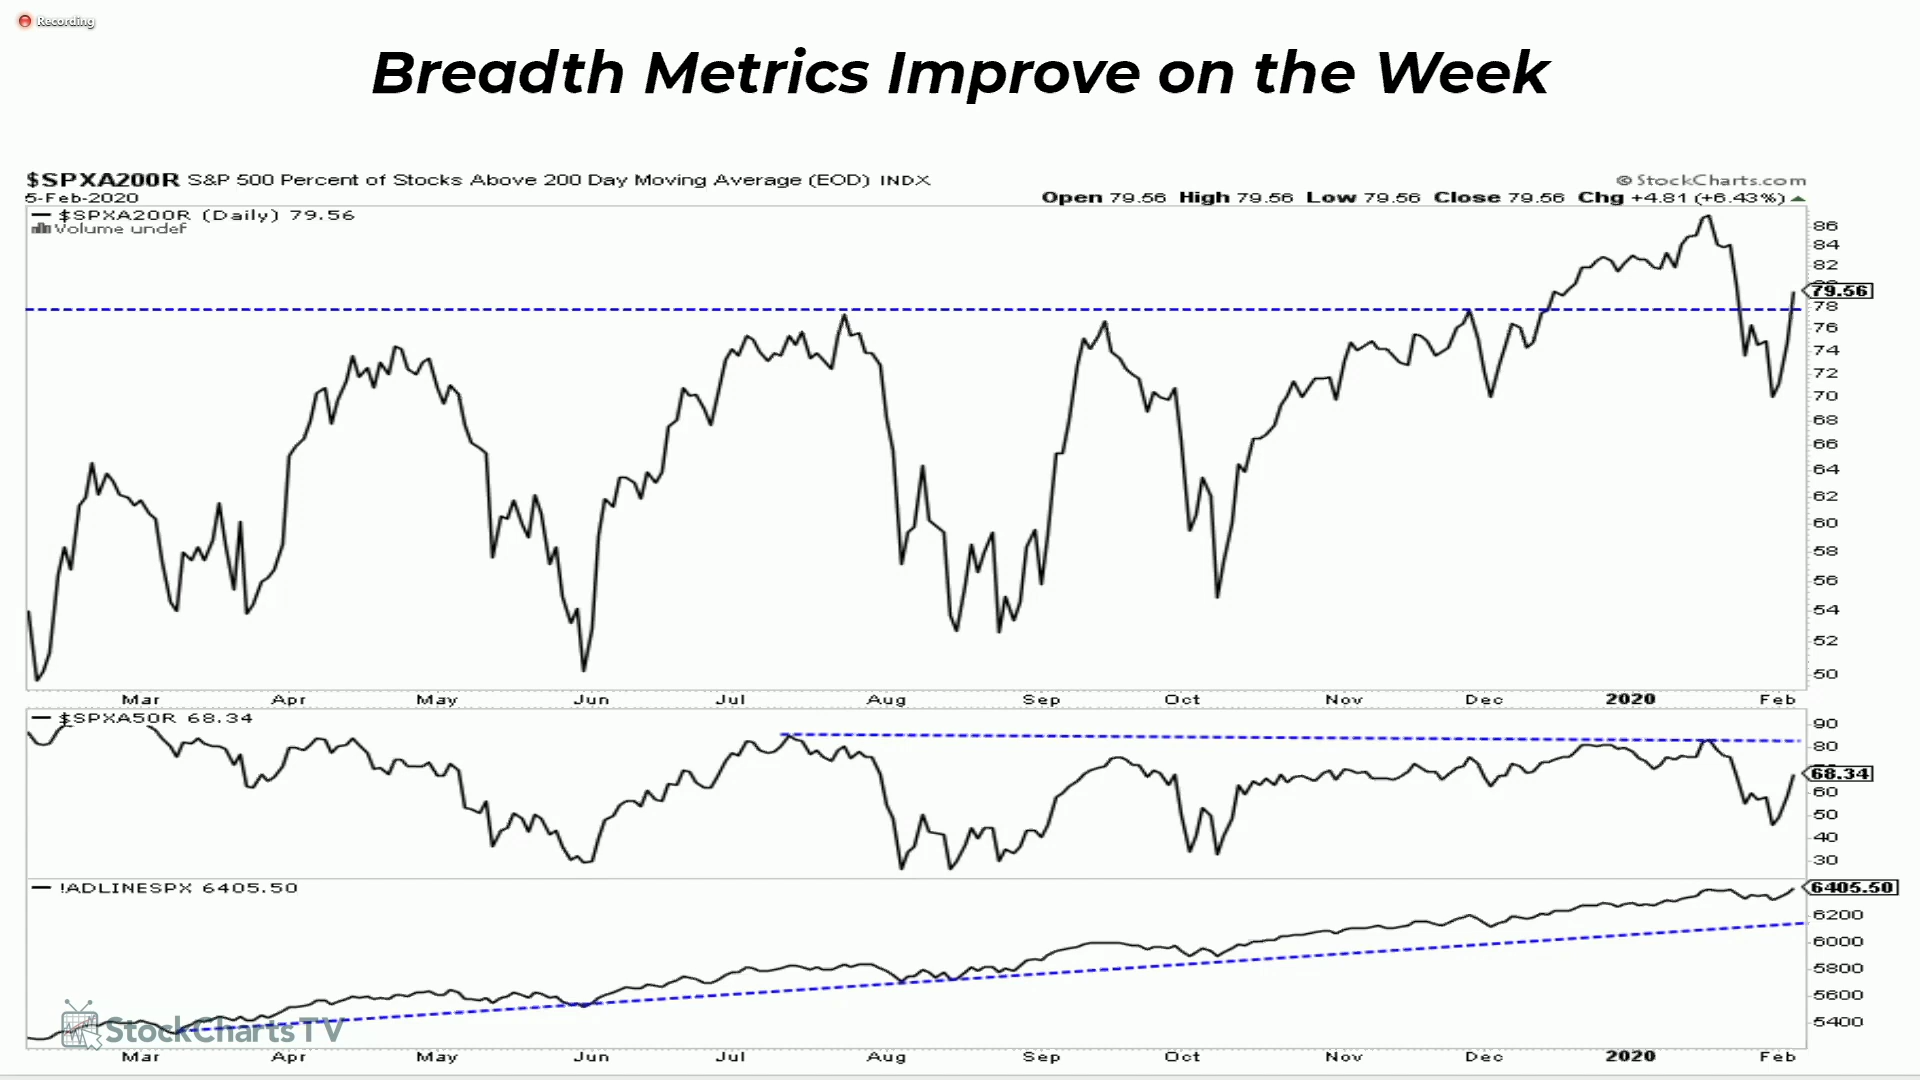 Recording
Breadth Metrics Improve on the Week
$SPXA200R S&P 500 Percent of Stocks Above 200 Day Moving Average (EOD) INDX
© StockCharts.com
5-Feb-2020
Open 79.56 High 79.56 Low 79.56 Close 79.56 Chg +4.81 (+6.43%)
$SPXA200R (Daily) 79.56
Volume undef
86
84
82
79.56
78
76
74
72
70
68
66
64
62
60
58
56
54
52
50
Mar Apr May Jun Jul Aug Sep Oct Nov Dec 2020 Feb
$SPXA50R 68.34
90
80
68.34
60
50
40
30
!ADLINESPX 6405.50
6405.50
6200
6000
5800
5600
5400
StockCharts TV
Mar Apr May Jun Jul Aug Sep Oct Nov Dec 2020 Feb